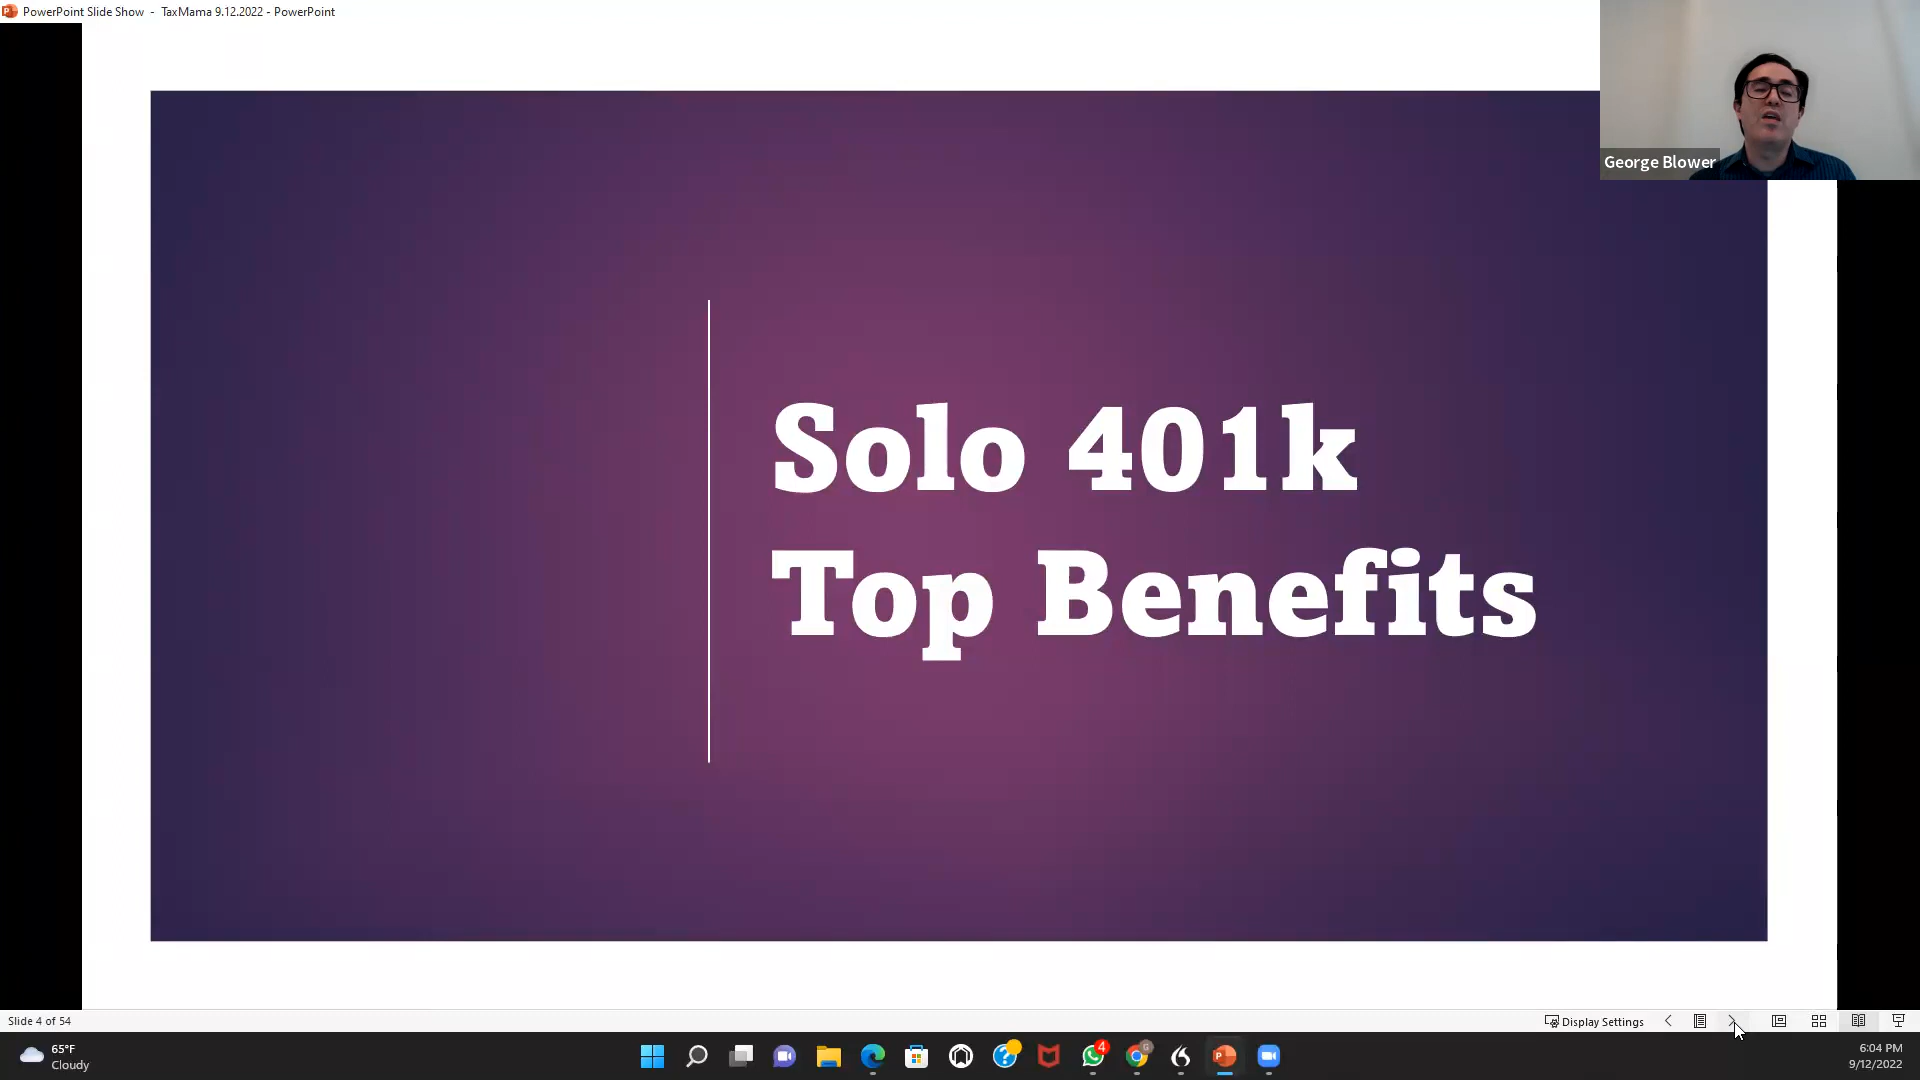 PowerPoint Slide Show - TaxMama 9.12.2022 - PowerPoint
George Blower
Solo 401k
Top Benefits
Slide 4 of 54
Display Settings
65°F
Cloudy
4
G
6:04 PM
9/12/2022